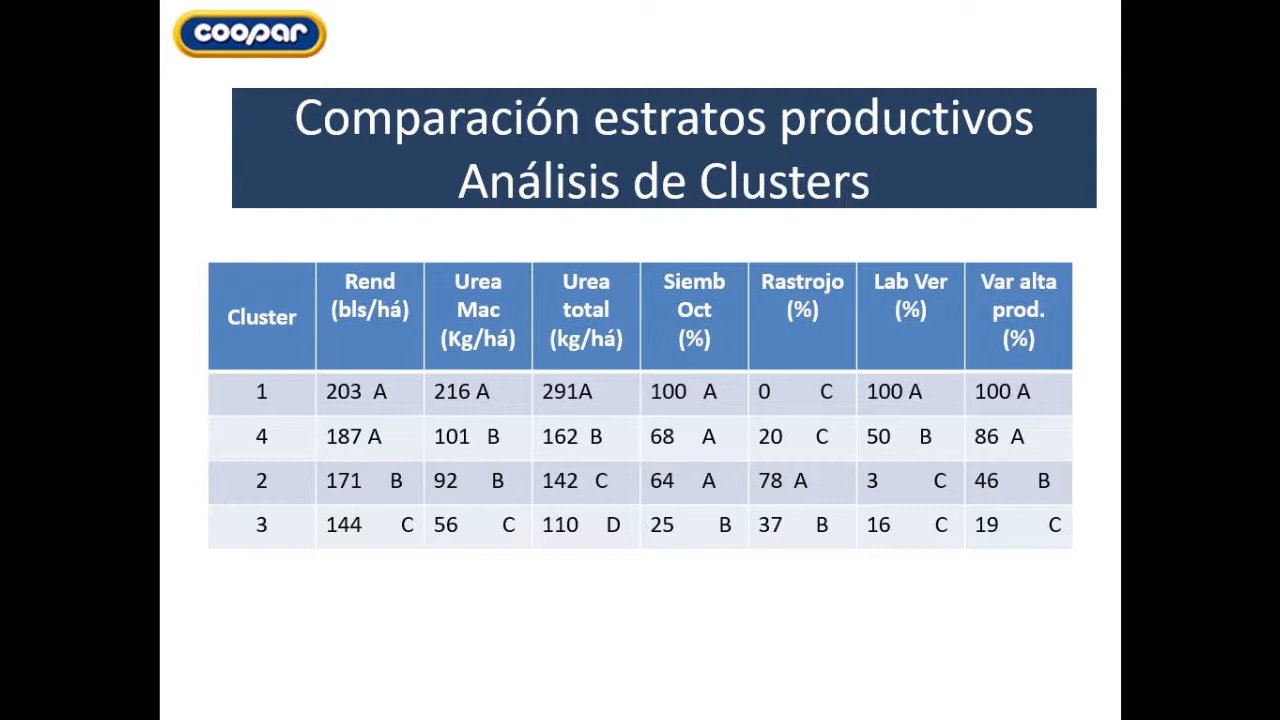 coopar
Comparación estratos productivos
Análisis de Clusters
Cluster Rend (bls/há) Urea Mac (Kg/há) Urea total (kg/há) Siemb Oct (%) Rastrojo (%) Lab Ver (%) Var alta prod. (%)
1 203 A 216 A 291A 100 A 0 C 100 A 100 A
4 187 A 101 B 162 B 68 A 20 C 50 B 86 A
2 171 B 92 B 142 C 64 A 78 A 3 C 46 B
3 144 C 56 C 110 D 25 B 37 B 16 C 19 C